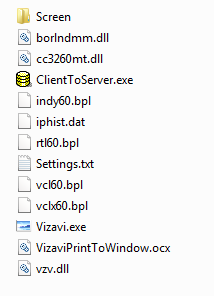 Screen
borlndmm.dll
cc3260mt.dll
ClientToServer.exe
indy60.bpl
iphist.dat
rtl60.bpl
Settings.txt
vcl60.bpl
vclx60.bpl
Vizavi.exe
VizaviPrintToWindow.ocx
vzv.dll